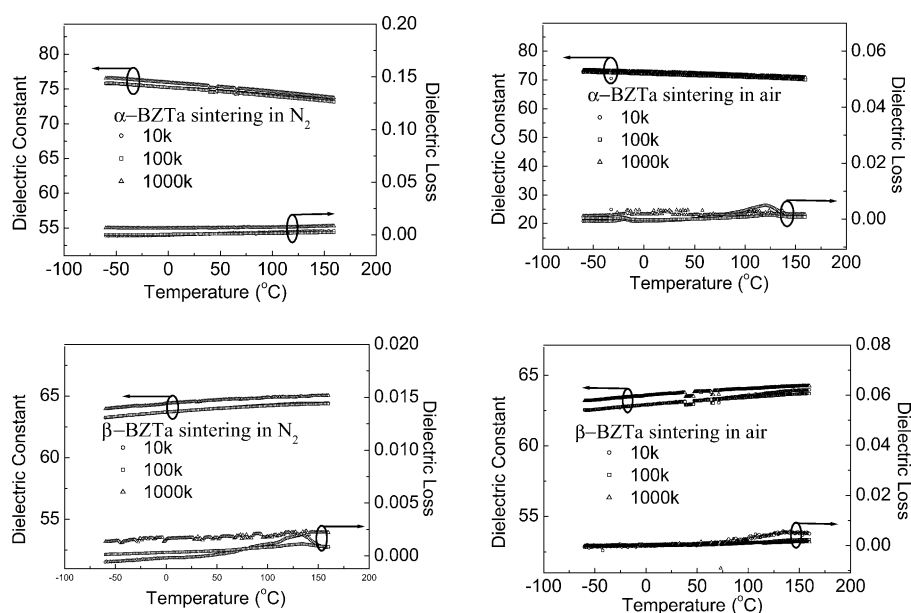 0.20
80
75
70
65
60
55
0.15
0.10
0.05
0.00
α−BZTa sintering in N2
10k
100k
1000k
-100 -50 0 50 100 150 200
Temperature (°C)
Dielectric Constant
Dielectric Loss
90
80
70
60
50
40
30
20
0.06
0.04
0.02
0.00
α−BZTa sintering in air
10k
100k
1000k
-100 -50 0 50 100 150 200
Temperature (°C)
Dielectric Constant
Dielectric Loss
65
60
55
0.020
0.015
0.010
0.005
0.000
β−BZTa sintering in N2
10k
100k
1000k
-100 -50 0 50 100 150 200
Temperature (°C)
Dielectric Constant
Dielectric Loss
65
60
55
0.08
0.06
0.04
0.02
0.00
β−BZTa sintering in air
10k
100k
1000k
-100 -50 0 50 100 150 200
Temperature (°C)
Dielectric Constant
Dielectric Loss